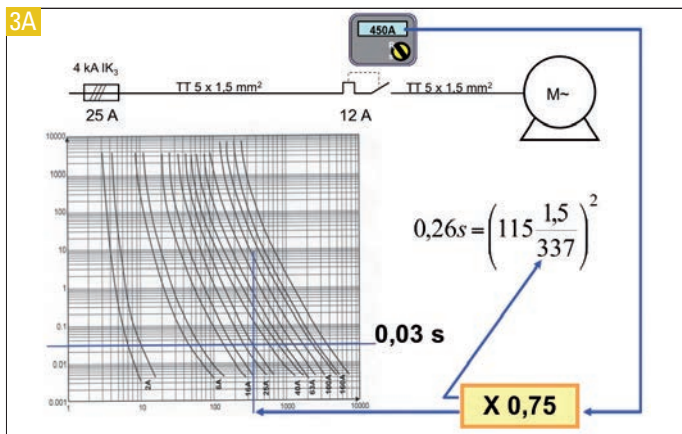 3A
450A
4 kA IK₃
TT 5 x 1,5 mm²
TT 5 x 1,5 mm²
M~
25 A
12 A
10000
1000
100
10
1
0.1
0.01
0.001
1
10
100
1000
10000
2A
6A
16A
25A
40A
63A
100A
160A
0,26s = (115 1,5/337)²
0,03 s
X 0,75